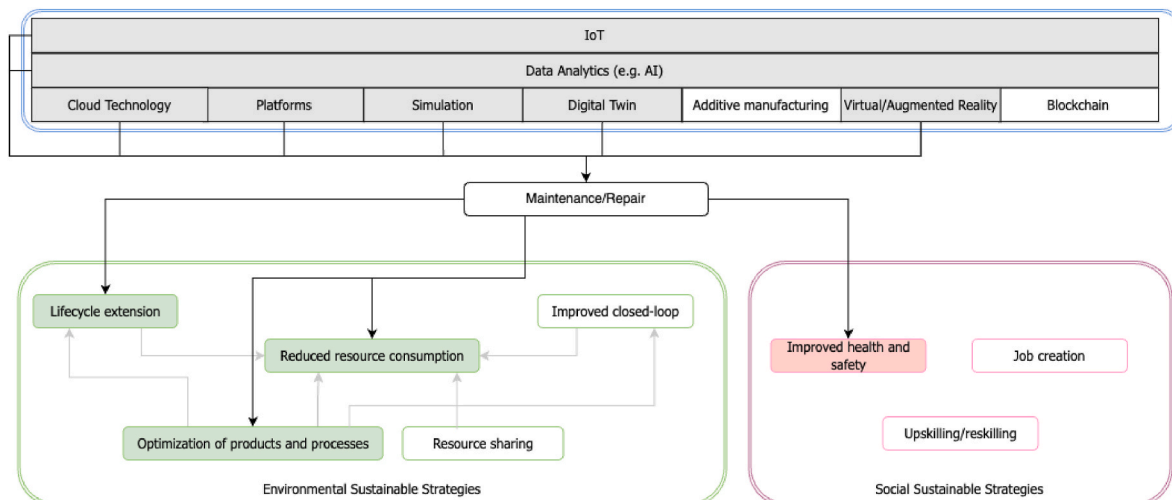 IoT
Data Analytics (e.g. AI)
Cloud Technology
Platforms
Simulation
Digital Twin
Additive manufacturing
Virtual/Augmented Reality
Blockchain
Maintenance/Repair
Lifecycle extension
Improved closed-loop
Reduced resource consumption
Improved health and
safety
Job creation
Optimization of products and processes
Resource sharing
Upskilling/reskilling
Environmental Sustainable Strategies
Social Sustainable Strategies